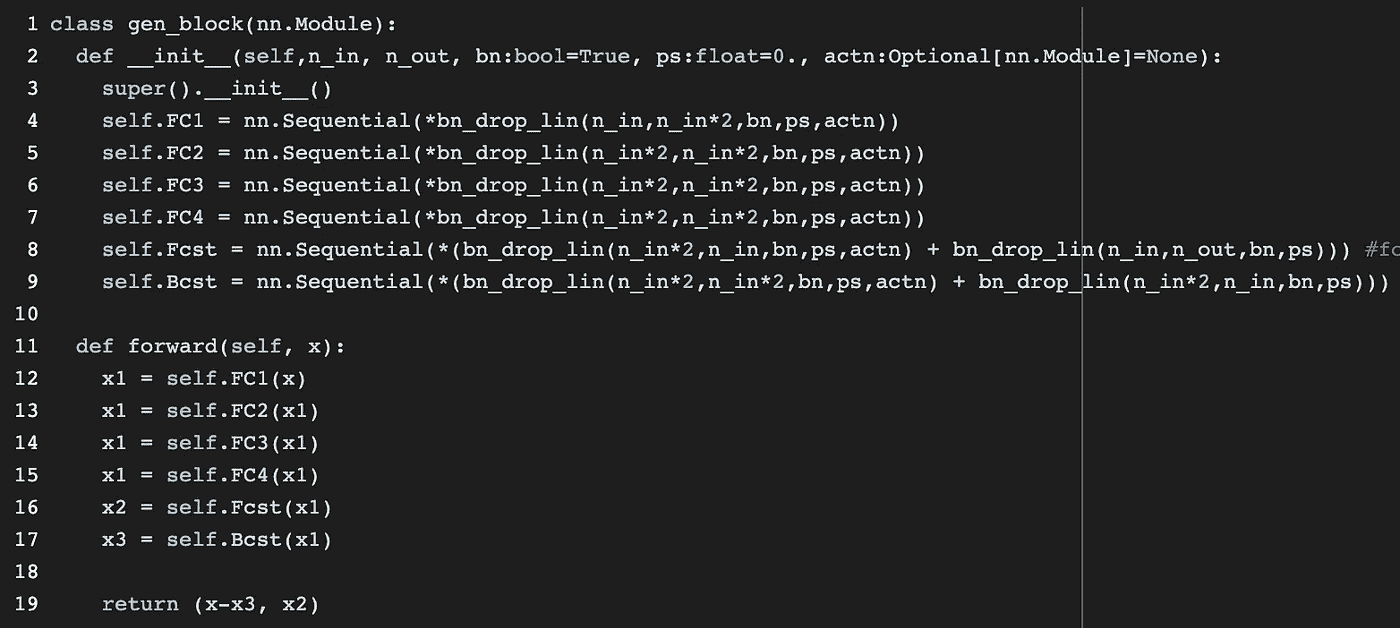 1 class gen_block(nn.Module):
2   def __init__(self,n_in, n_out, bn:bool=True, ps:float=0., actn:Optional[nn.Module]=None):
3     super().__init__()
4     self.FC1 = nn.Sequential(*bn_drop_lin(n_in,n_in*2,bn,ps,actn))
5     self.FC2 = nn.Sequential(*bn_drop_lin(n_in*2,n_in*2,bn,ps,actn))
6     self.FC3 = nn.Sequential(*bn_drop_lin(n_in*2,n_in*2,bn,ps,actn))
7     self.FC4 = nn.Sequential(*bn_drop_lin(n_in*2,n_in*2,bn,ps,actn))
8     self.Fcst = nn.Sequential(*(bn_drop_lin(n_in*2,n_in,bn,ps,actn) + bn_drop_lin(n_in,n_out,bn,ps))) #fo
9     self.Bcst = nn.Sequential(*(bn_drop_lin(n_in*2,n_in*2,bn,ps,actn) + bn_drop_lin(n_in*2,n_in,bn,ps)))
10
11   def forward(self, x):
12     x1 = self.FC1(x)
13     x1 = self.FC2(x1)
14     x1 = self.FC3(x1)
15     x1 = self.FC4(x1)
16     x2 = self.Fcst(x1)
17     x3 = self.Bcst(x1)
18
19     return (x-x3, x2)